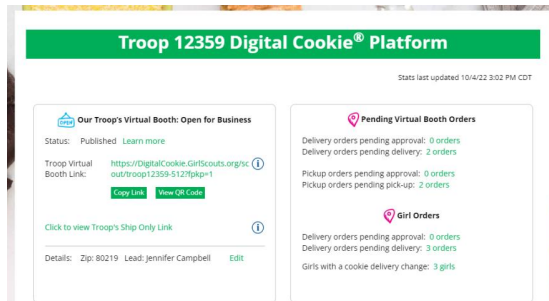 Troop 12359 Digital Cookie® Platform
Stats last updated 10/4/22 3:02 PM CDT
OPEN
Our Troop's Virtual Booth: Open for Business
Status: Published Learn more
Troop Virtual Booth Link:
https://DigitalCookie.GirlScouts.org/sc
out/troop12359-512?fpkp=1
Copy Link View QR Code
Click to view Troop's Ship Only Link
Details: Zip: 80219 Lead: Jennifer Campbell Edit
Pending Virtual Booth Orders
Delivery orders pending approval: 0 orders
Delivery orders pending delivery: 2 orders
Pickup orders pending approval: 0 orders
Pickup orders pending pick-up: 2 orders
Girl Orders
Delivery orders pending approval: 0 orders
Delivery orders pending delivery: 3 orders
Girls with a cookie delivery change: 3 girls